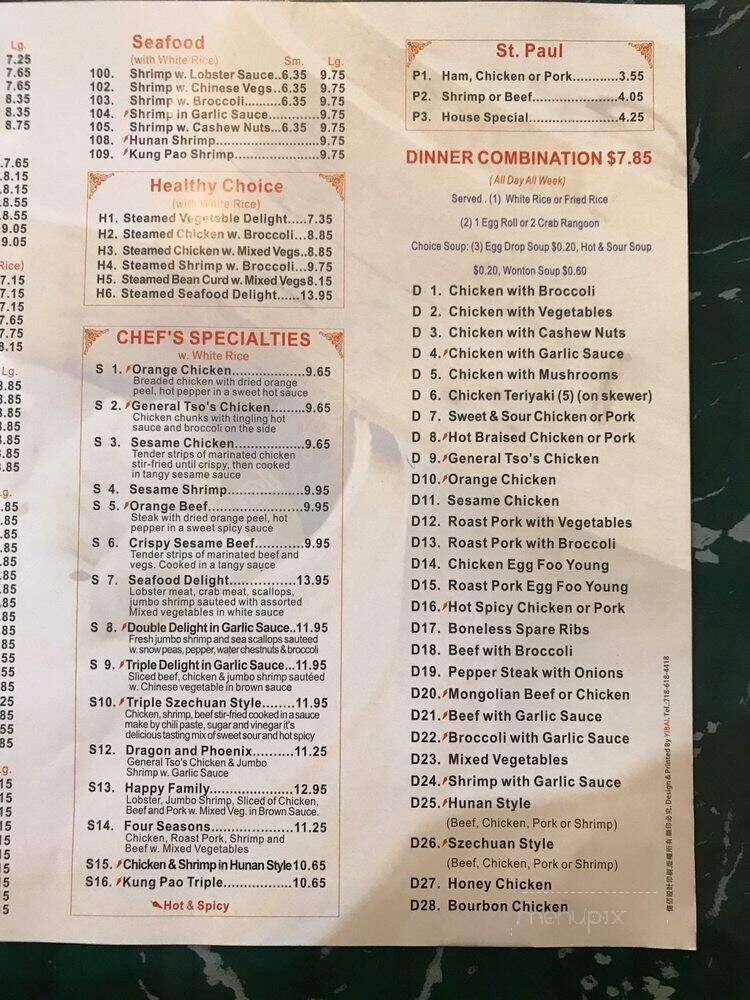 Lg.
7.25
7.65
7.65
8.35
8.35
8.75
.7.65
.8.15
.8.15
.8.55
.8.55
.9.05
.9.05
Rice)
7.15
7.15
7.15
7.65
7.75
8.15
Lg.
Seafood
(with White Rice) Sm. Lg.
100. Shrimp w. Lobster Sauce..6.35 9.75
102. Shrimp w. Chinese Vegs..6.35 9.75
103. Shrimp w. Broccoli..........6.35 9.75
104. Shrimp in Garlic Sauce..............9.75
105. Shrimp w. Cashew Nuts...6.35 9.75
108. Hunan Shrimp............................9.75
109. Kung Pao Shrimp.......................9.75
Healthy Choice
(with White Rice)
H1. Steamed Vegetable Delight.....7.35
H2. Steamed Chicken w. Broccoli...8.85
H3. Steamed Chicken w. Mixed Vegs..8.85
H4. Steamed Shrimp w. Broccoli...9.75
H5. Steamed Bean Curd w. Mixed Vegs8.15
H6. Steamed Seafood Delight......13.95
CHEF'S SPECIALTIES
w. White Rice
S 1. Orange Chicken....................9.65
Breaded chicken with dried orange
peel, hot pepper in a sweet hot sauce
S 2. General Tso's Chicken.........9.65
Chicken chunks with tingling hot
sauce and broccoli on the side
S 3. Sesame Chicken...................9.65
Tender strips of marinated chicken
stir-fried until crispy, then cooked
in tangy sesame sauce
S 4. Sesame Shrimp....................9.95
S 5. Orange Beef.........................9.95
Steak with dried orange peel, hot
pepper in a sweet spicy sauce
S 6. Crispy Sesame Beef............9.95
Tender strips of marinated beef and
vegs. Cooked in a tangy sauce
S 7. Seafood Delight................13.95
Lobster meat, crab meat, scallops,
jumbo shrimp sauteed with assorted
Mixed vegetables in white sauce
S 8. Double Delight in Garlic Sauce..11.95
Fresh jumbo shrimp and sea scallops sauteed
w. snow peas, pepper, water chestnuts & broccoli
S 9. Triple Delight in Garlic Sauce...11.95
Sliced beef, chicken & jumbo shrimp sautéed
w. Chinese vegetable in brown sauce
S10. Triple Szechuan Style........11.95
Chicken, shrimp, beef stir-fried cooked in a sauce
make by chili paste, sugar and vinegar it's
delicious tasting mix of sweet sour and hot spicy
S12. Dragon and Phoenix..........11.25
General Tso's Chicken & Jumbo
Shrimp w. Garlic Sauce
S13. Happy Family....................12.95
Lobster, Jumbo Shrimp, Sliced of Chicken,
Beef and Pork w. Mixed Veg. in Brown Sauce.
S14. Four Seasons....................11.25
Chicken, Roast Pork, Shrimp and
Beef w. Mixed Vegetables
S15. Chicken & Shrimp in Hunan Style 10.65
S16. Kung Pao Triple.................10.65
Hot & Spicy
St. Paul
P1. Ham, Chicken or Pork............3.55
P2. Shrimp or Beef......................4.05
P3. House Special.......................4.25
DINNER COMBINATION $7.85
(All Day All Week)
Served . (1) White Rice or Fried Rice
(2) 1 Egg Roll or 2 Crab Rangoon
Choice Soup: (3) Egg Drop Soup $0.20, Hot & Sour Soup
$0.20, Wonton Soup $0.60
D 1. Chicken with Broccoli
D 2. Chicken with Vegetables
D 3. Chicken with Cashew Nuts
D 4. Chicken with Garlic Sauce
D 5. Chicken with Mushrooms
D 6. Chicken Teriyaki (5) (on skewer)
D 7. Sweet & Sour Chicken or Pork
D 8. Hot Braised Chicken or Pork
D 9. General Tso's Chicken
D10. Orange Chicken
D11. Sesame Chicken
D12. Roast Pork with Vegetables
D13. Roast Pork with Broccoli
D14. Chicken Egg Foo Young
D15. Roast Pork Egg Foo Young
D16. Hot Spicy Chicken or Pork
D17. Boneless Spare Ribs
D18. Beef with Broccoli
D19. Pepper Steak with Onions
D20. Mongolian Beef or Chicken
D21. Beef with Garlic Sauce
D22. Broccoli with Garlic Sauce
D23. Mixed Vegetables
D24. Shrimp with Garlic Sauce
D25. Hunan Style
(Beef, Chicken, Pork or Shrimp)
D26. Szechuan Style
(Beef, Chicken, Pork or Shrimp)
D27. Honey Chicken
D28. Bourbon Chicken
Design & Printed By YIBAI, Tel.:718-618-4418
menupix